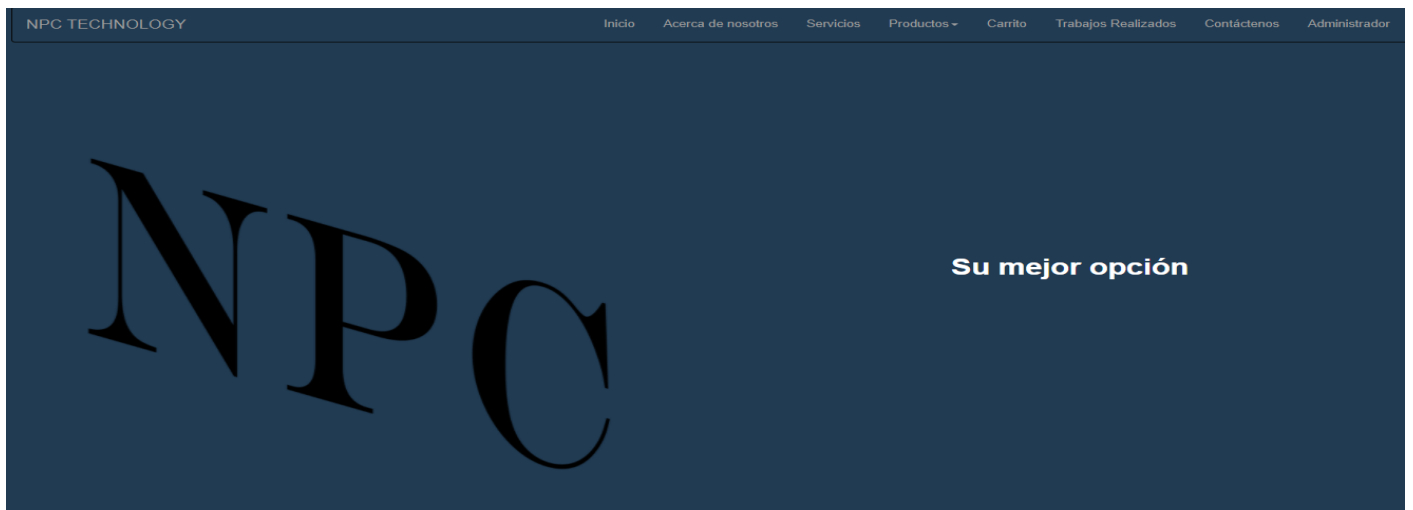 NPC TECHNOLOGY Inicio Acerca de nosotros Servicios Productos Carrito Trabajos Realizados Contáctenos Administrador
NPC
Su mejor opción